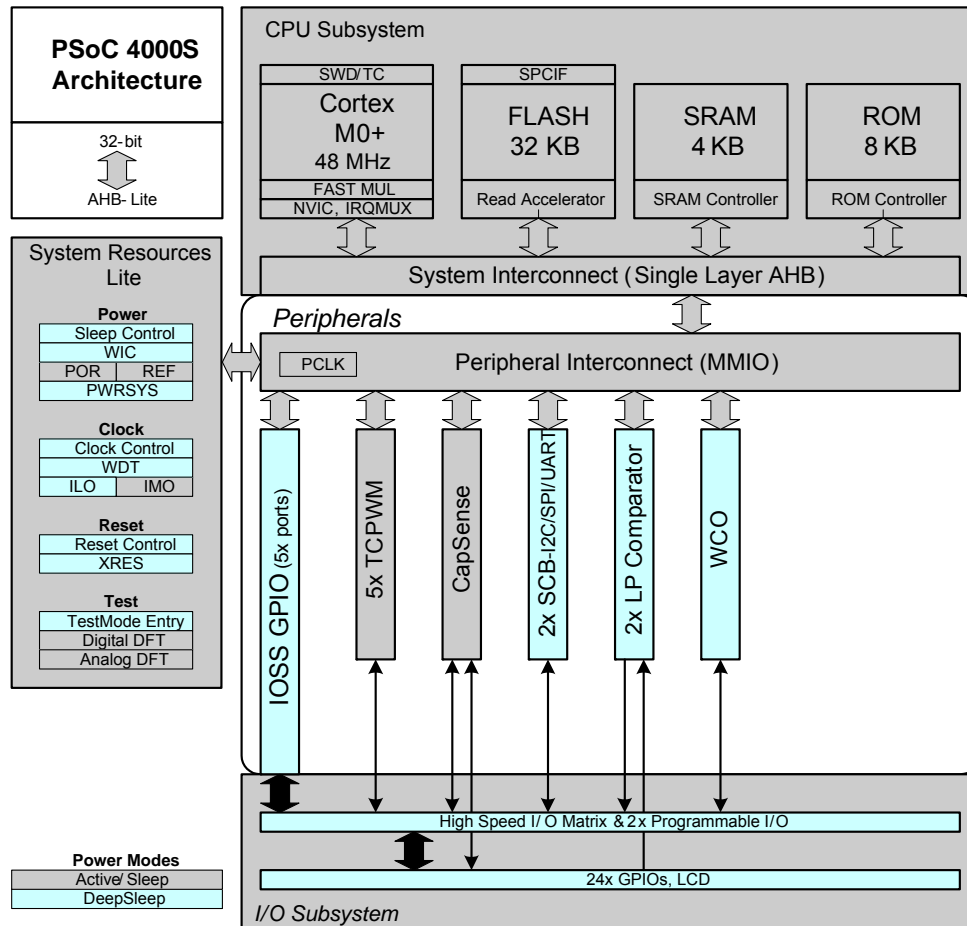 PSoC 4000S
Architecture
32-bit
AHB-Lite
CPU Subsystem
SWD/TC
Cortex
M0+
48 MHz
FAST MUL
NVIC, IRQMUX
SPCIF
FLASH
32 KB
Read Accelerator
SRAM
4 KB
SRAM Controller
ROM
8 KB
ROM Controller
System Interconnect (Single Layer AHB)
System Resources
Lite
Power
Sleep Control
WIC
POR REF
PWRSYS
Clock
Clock Control
WDT
ILO IMO
Reset
Reset Control
XRES
Test
TestMode Entry
Digital DFT
Analog DFT
Peripherals
PCLK
Peripheral Interconnect (MMIO)
IOSS GPIO (5x ports)
5x TCPWM
CapSense
2x SCB-I2C/SPI/UART
2x LP Comparator
WCO
High Speed I/O Matrix & 2x Programmable I/O
24x GPIOs, LCD
I/O Subsystem
Power Modes
Active/Sleep
DeepSleep